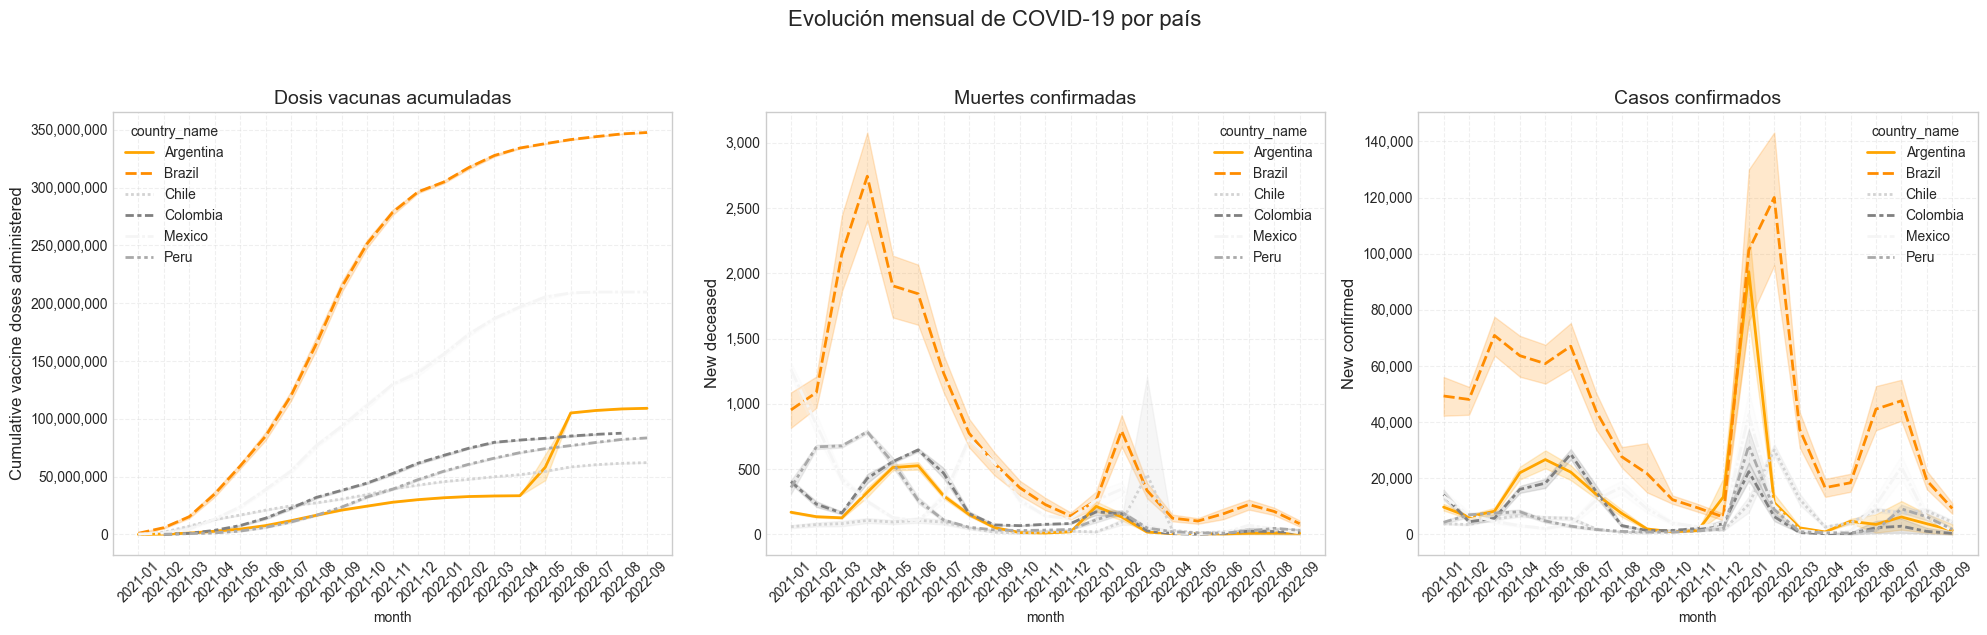 Evolución mensual de COVID-19 por país
Dosis vacunas acumuladas
Cumulative vaccine doses administered
350,000,000
300,000,000
250,000,000
200,000,000
150,000,000
100,000,000
50,000,000
0
country_name
Argentina
Brazil
Chile
Colombia
Mexico
Peru
2021-01
2021-02
2021-03
2021-04
2021-05
2021-06
2021-07
2021-08
2021-09
2021-10
2021-11
2021-12
2022-01
2022-02
2022-03
2022-04
2022-05
2022-06
2022-07
2022-08
2022-09
month
Muertes confirmadas
New deceased
3,000
2,500
2,000
1,500
1,000
500
0
country_name
Argentina
Brazil
Chile
Colombia
Mexico
Peru
2021-01
2021-02
2021-03
2021-04
2021-05
2021-06
2021-07
2021-08
2021-09
2021-10
2021-11
2021-12
2022-01
2022-02
2022-03
2022-04
2022-05
2022-06
2022-07
2022-08
2022-09
month
Casos confirmados
New confirmed
140,000
120,000
100,000
80,000
60,000
40,000
20,000
0
country_name
Argentina
Brazil
Chile
Colombia
Mexico
Peru
2021-01
2021-02
2021-03
2021-04
2021-05
2021-06
2021-07
2021-08
2021-09
2021-10
2021-11
2021-12
2022-01
2022-02
2022-03
2022-04
2022-05
2022-06
2022-07
2022-08
2022-09
month